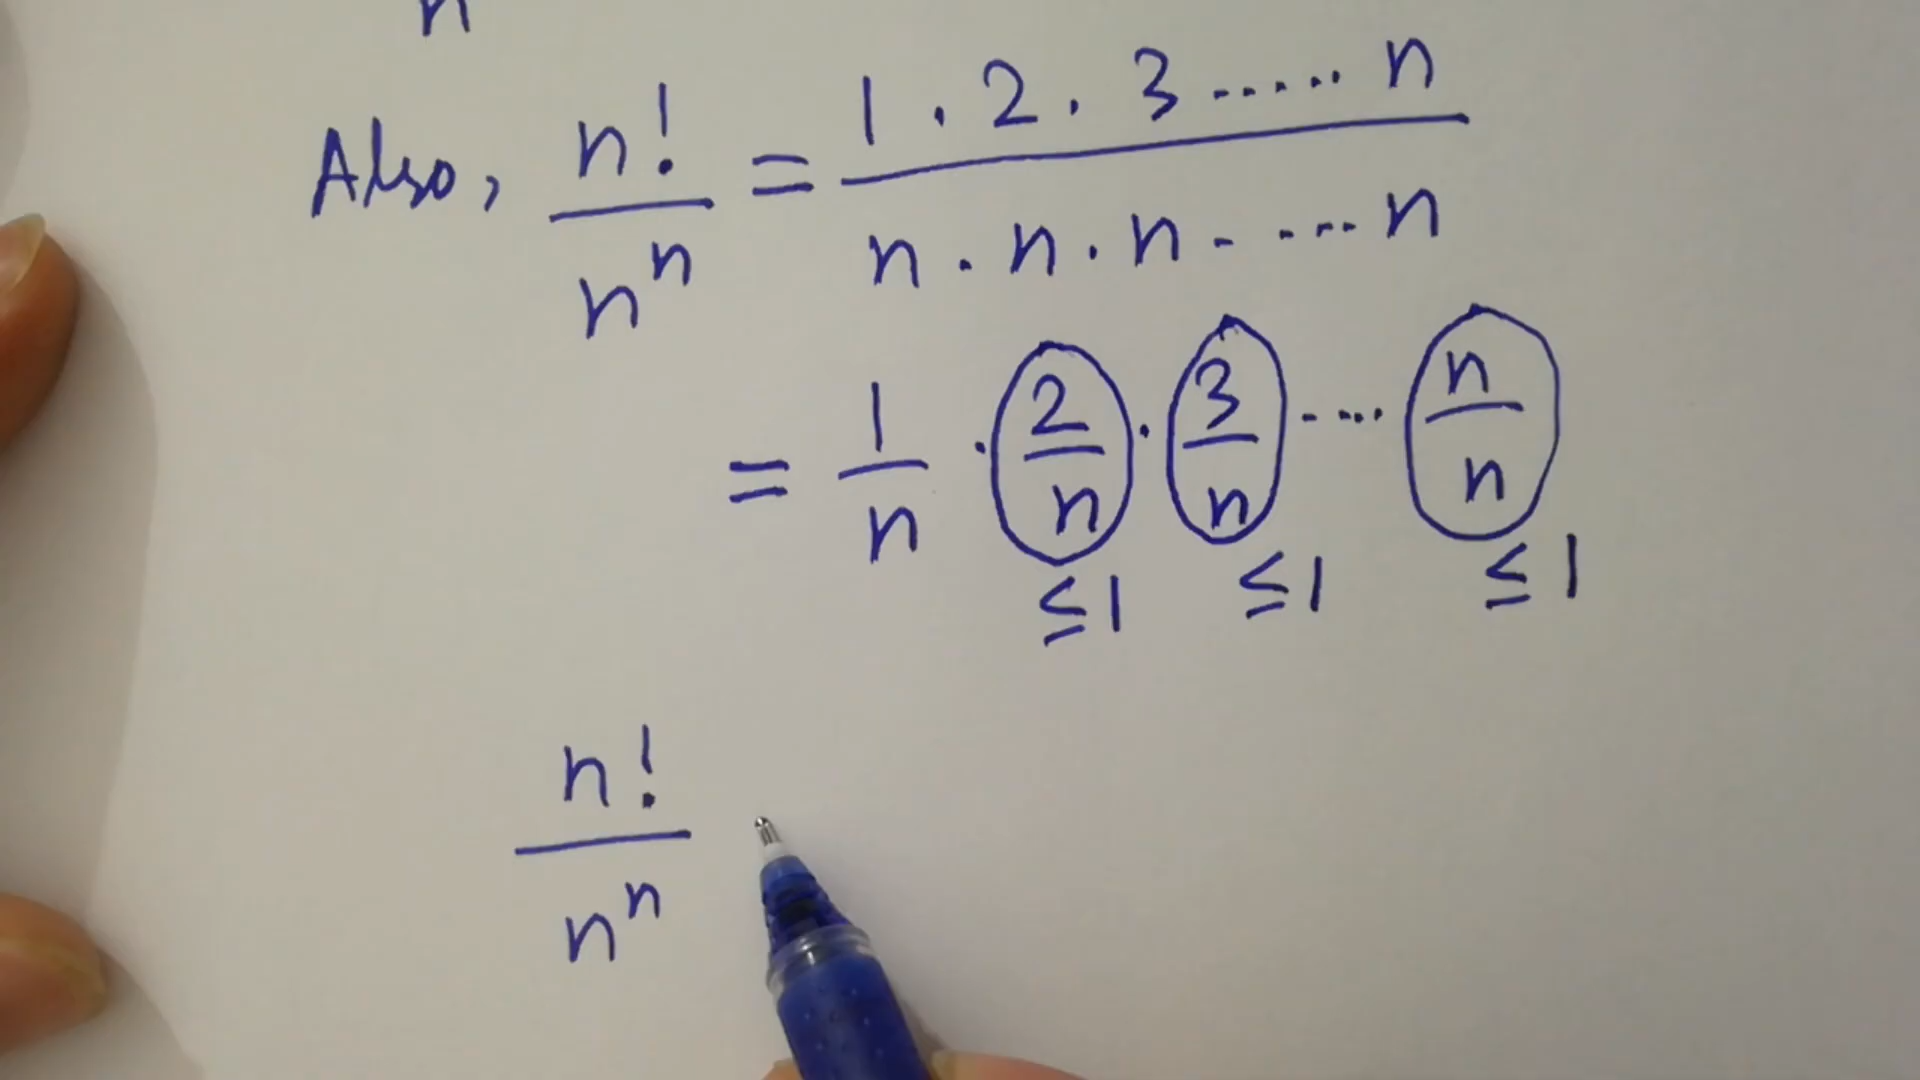 n
Also, n!/n^n = 1 . 2 . 3 ...... n / n . n . n - ..... n
= 1/n . 2/n . 3/n ..... n/n
≤1 ≤1 ≤1
n!/n^n